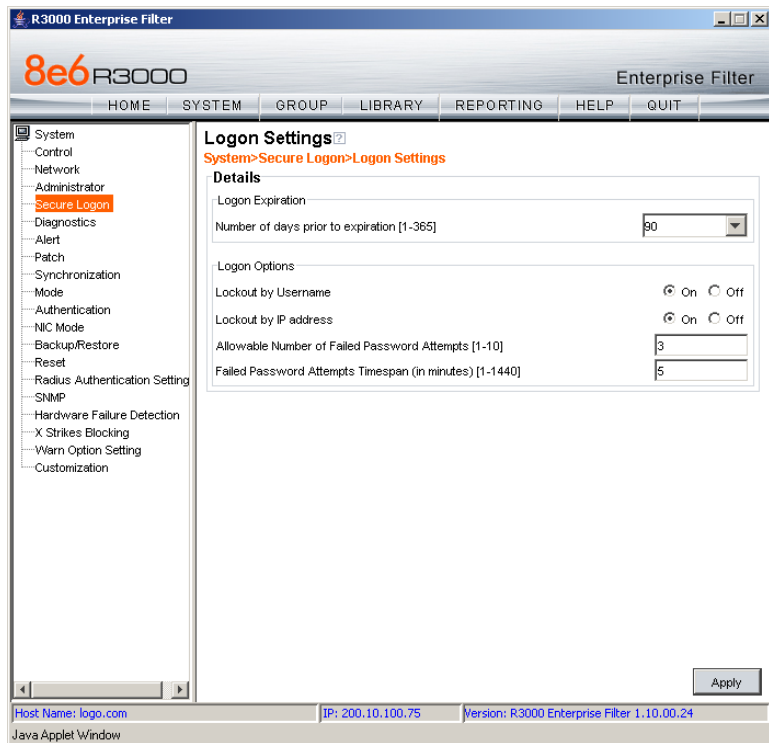 R3000 Enterprise Filter
8e6 R3000
Enterprise Filter
HOME SYSTEM GROUP LIBRARY REPORTING HELP QUIT
System
Control
Network
Administrator
Secure Logon
Diagnostics
Alert
Patch
Synchronization
Mode
Authentication
NIC Mode
Backup/Restore
Reset
Radius Authentication Setting
SNMP
Hardware Failure Detection
X Strikes Blocking
Warn Option Setting
Customization
Logon Settings ?
System>Secure Logon>Logon Settings
Details
Logon Expiration
Number of days prior to expiration [1-365] 90
Logon Options
Lockout by Username On Off
Lockout by IP address On Off
Allowable Number of Failed Password Attempts [1-10] 3
Failed Password Attempts Timespan (in minutes) [1-1440] 5
Apply
Host Name: logo.com IP: 200.10.100.75 Version: R3000 Enterprise Filter 1.10.00.24
Java Applet Window